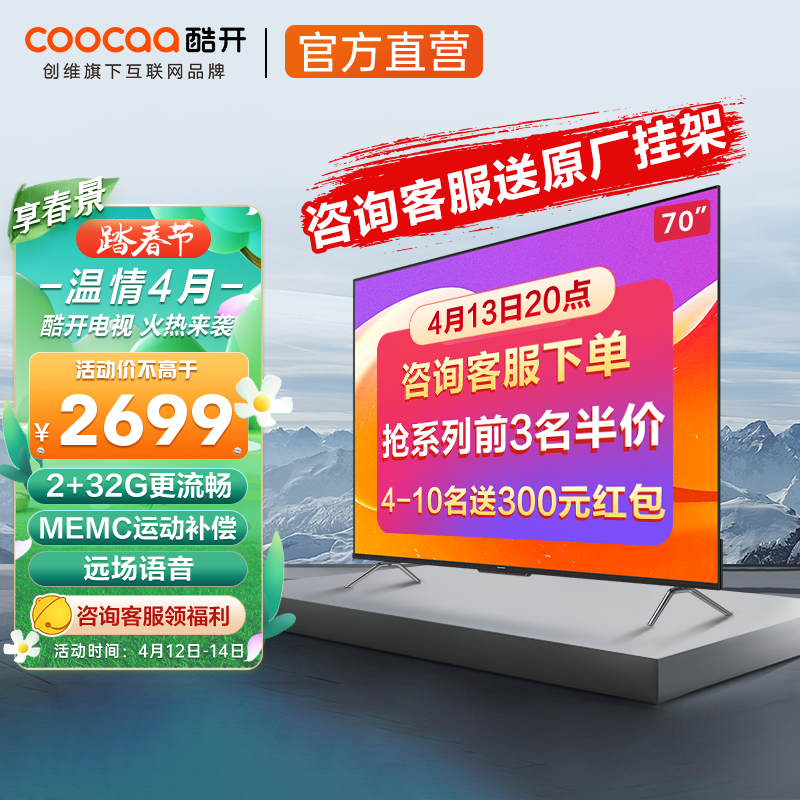 coocaa酷开
创维旗下互联网品牌
官方直营
咨询客服送原厂挂架
70”
享春景
踏春节
温情4月
酷开电视 火热来袭
活动价不高于
¥2699
2+32G更流畅
MEMC运动补偿
远场语音
咨询客服领福利
活动时间：4月12日-14日
4月13日20点
咨询客服下单
抢系列前3名半价
4-10名送300元红包